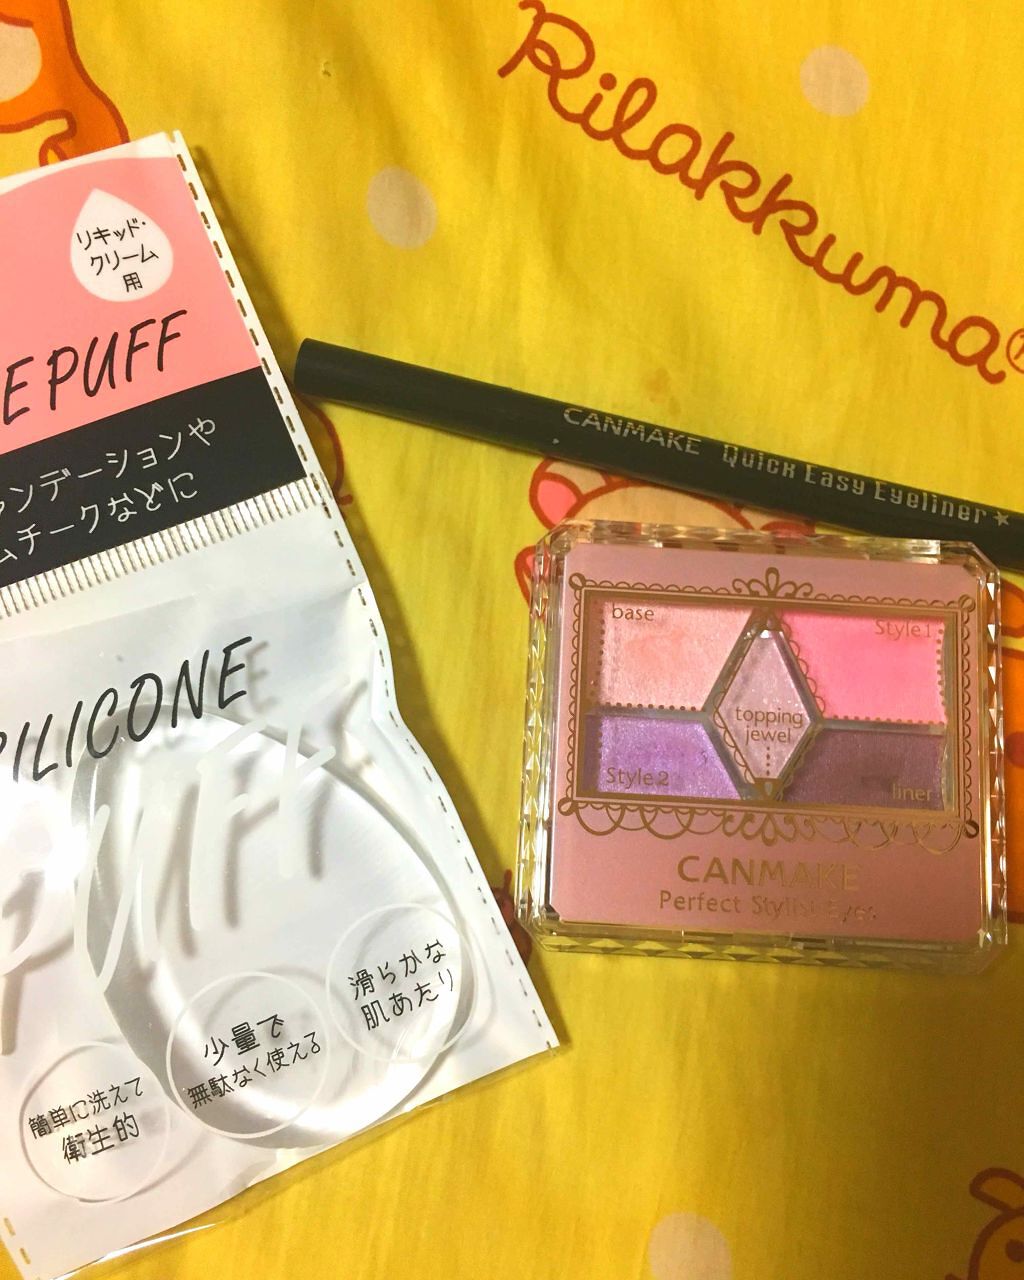 Rilakkuma
リキッド・
クリーム
用
PUFF
ンデーションや
ムチークなどに
SILICONE
PUFF
滑らかな
肌あたり
少量で
無駄なく使える
簡単に洗えて
衛生的
CANMAKE Quick Easy Eyeliner★
base
Style1
topping
jewel
Style2
liner
CANMAKE
Perfect Stylist Eyes